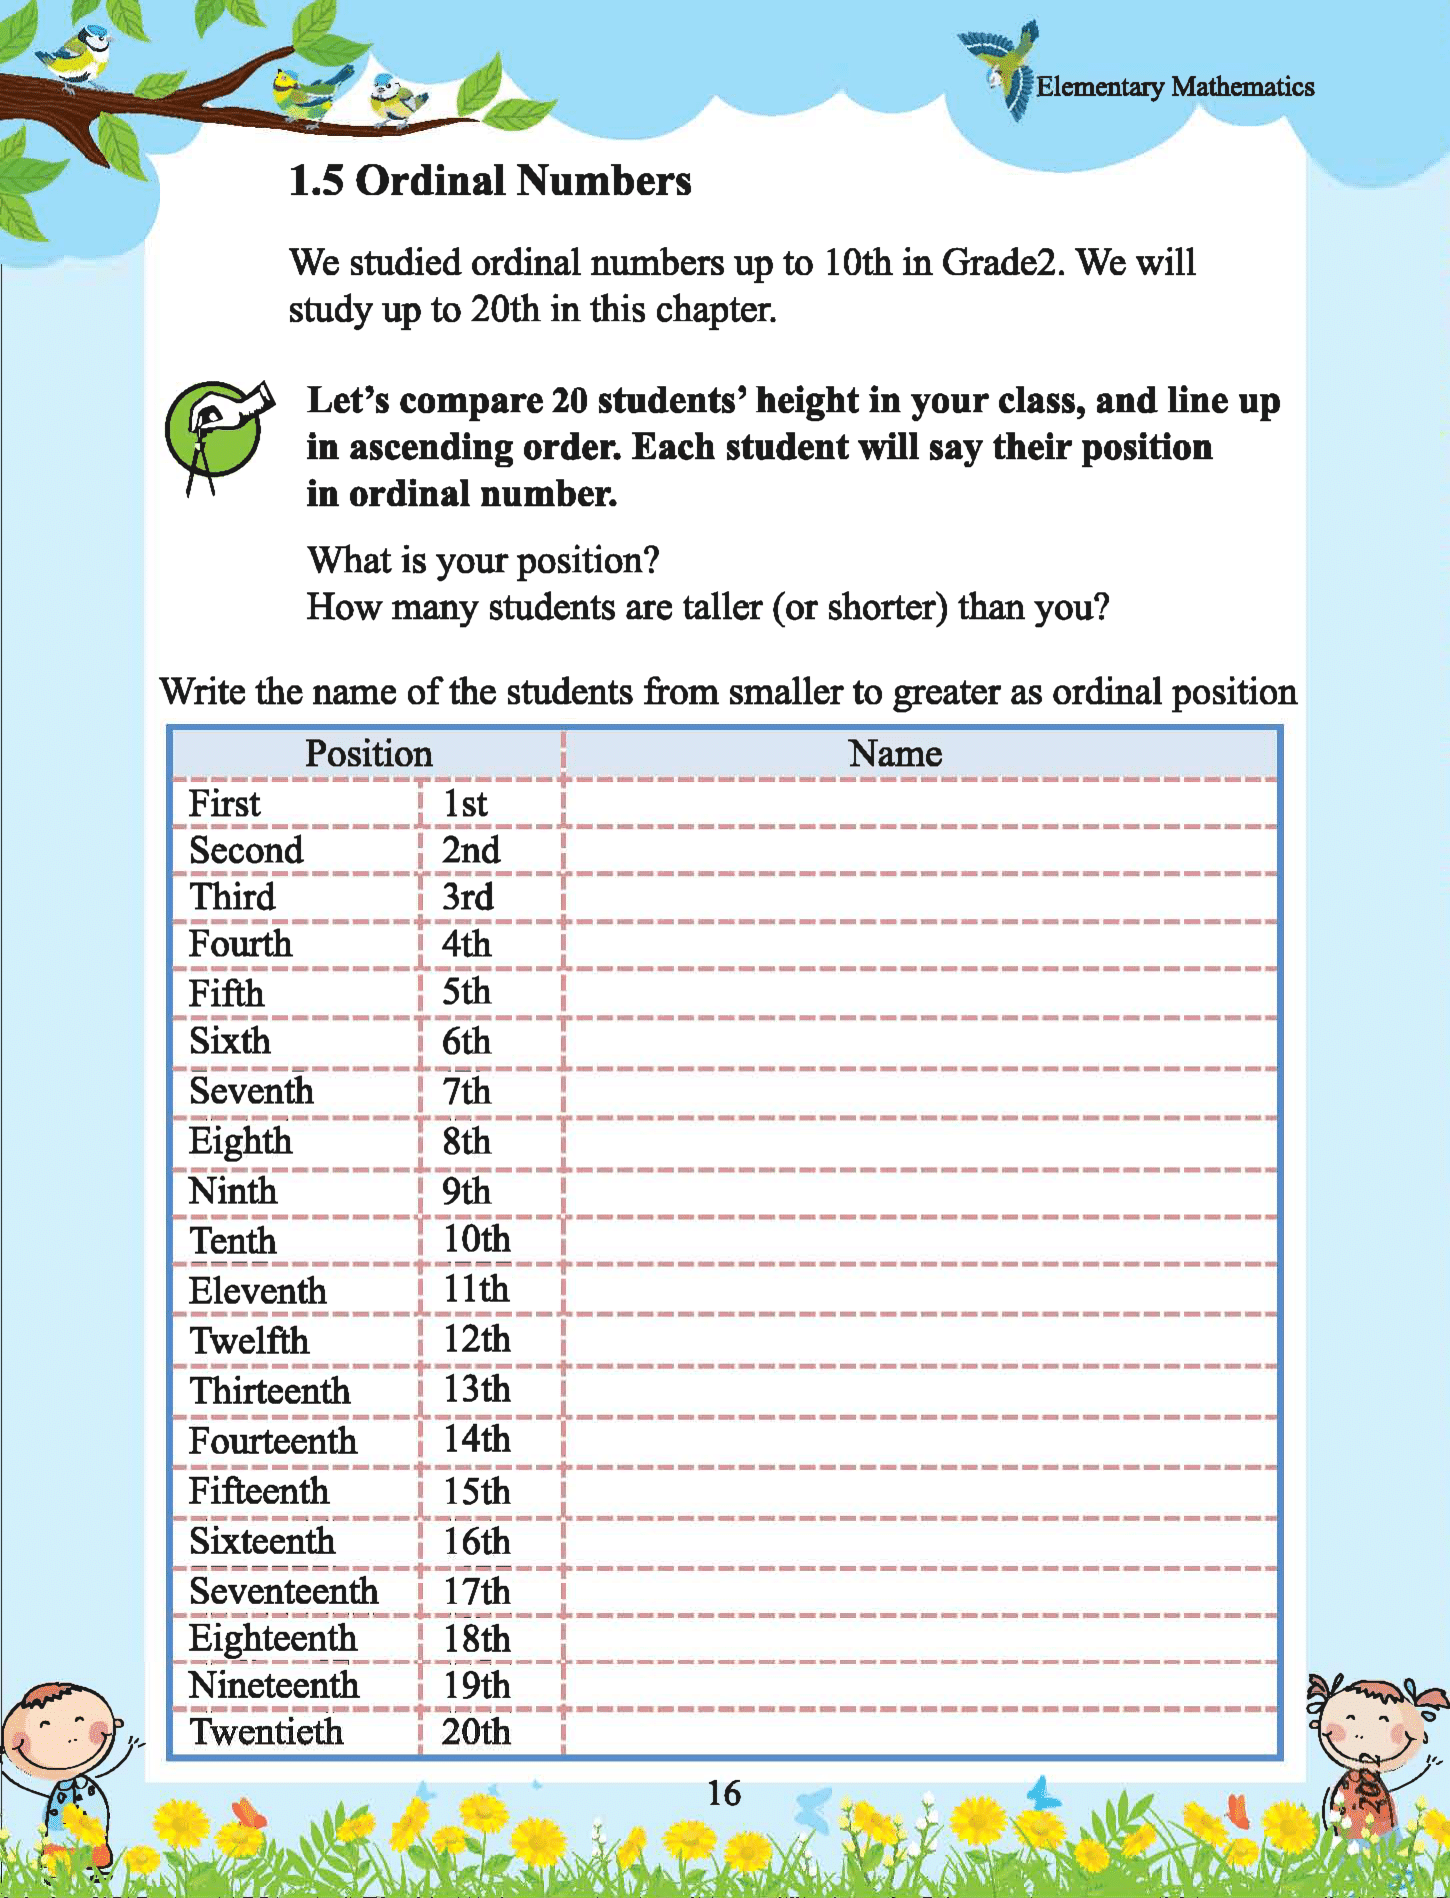 Elementary Mathematics
1.5 Ordinal Numbers
We studied ordinal numbers up to 10th in Grade2. We will
study up to 20th in this chapter.
Let's compare 20 students' height in your class, and line up
in ascending order. Each student will say their position
in ordinal number.
What is your position?
How many students are taller (or shorter) than you?
Write the name of the students from smaller to greater as ordinal position
Position Name
First 1st
Second 2nd
Third 3rd
Fourth 4th
Fifth 5th
Sixth 6th
Seventh 7th
Eighth 8th
Ninth 9th
Tenth 10th
Eleventh 11th
Twelfth 12th
Thirteenth 13th
Fourteenth 14th
Fifteenth 15th
Sixteenth 16th
Seventeenth 17th
Eighteenth 18th
Nineteenth 19th
Twentieth 20th
16
2022